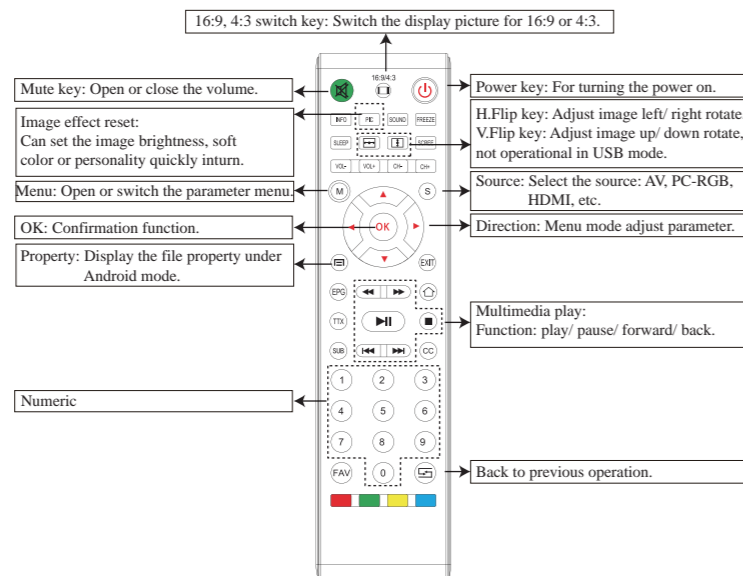 16:9, 4:3 switch key: Switch the display picture for 16:9 or 4:3.
16:9/4:3
Mute key: Open or close the volume.
Power key: For turning the power on.
Image effect reset:
Can set the image brightness, soft
color or personality quickly inturn.
INFO PIC SOUND FREEZE
H.Flip key: Adjust image left/ right rotate,
V.Flip key: Adjust image up/ down rotate,
not operational in USB mode.
SLEEP
VOL- VOL+ CH- CH+
Menu: Open or switch the parameter menu.
M
S
Source: Select the source: AV, PC-RGB,
HDMI, etc.
OK: Confirmation function.
OK
Direction: Menu mode adjust parameter.
Property: Display the file property under
Android mode.
EXIT
EPG
TTX
Multimedia play:
Function: play/ pause/ forward/ back.
SUB
CC
Numeric
1 2 3
4 5 6
7 8 9
FAV 0
Back to previous operation.